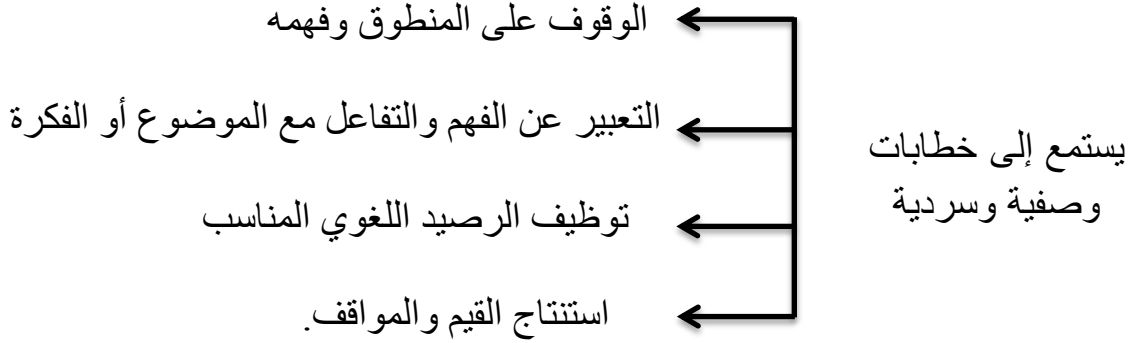 يستمع إلى خطابات
وصفية وسردية
الوقوف على المنطوق وفهمه
التعبير عن الفهم والتفاعل مع الموضوع أو الفكرة
توظيف الرصيد اللغوي المناسب
استنتاج القيم والمواقف.